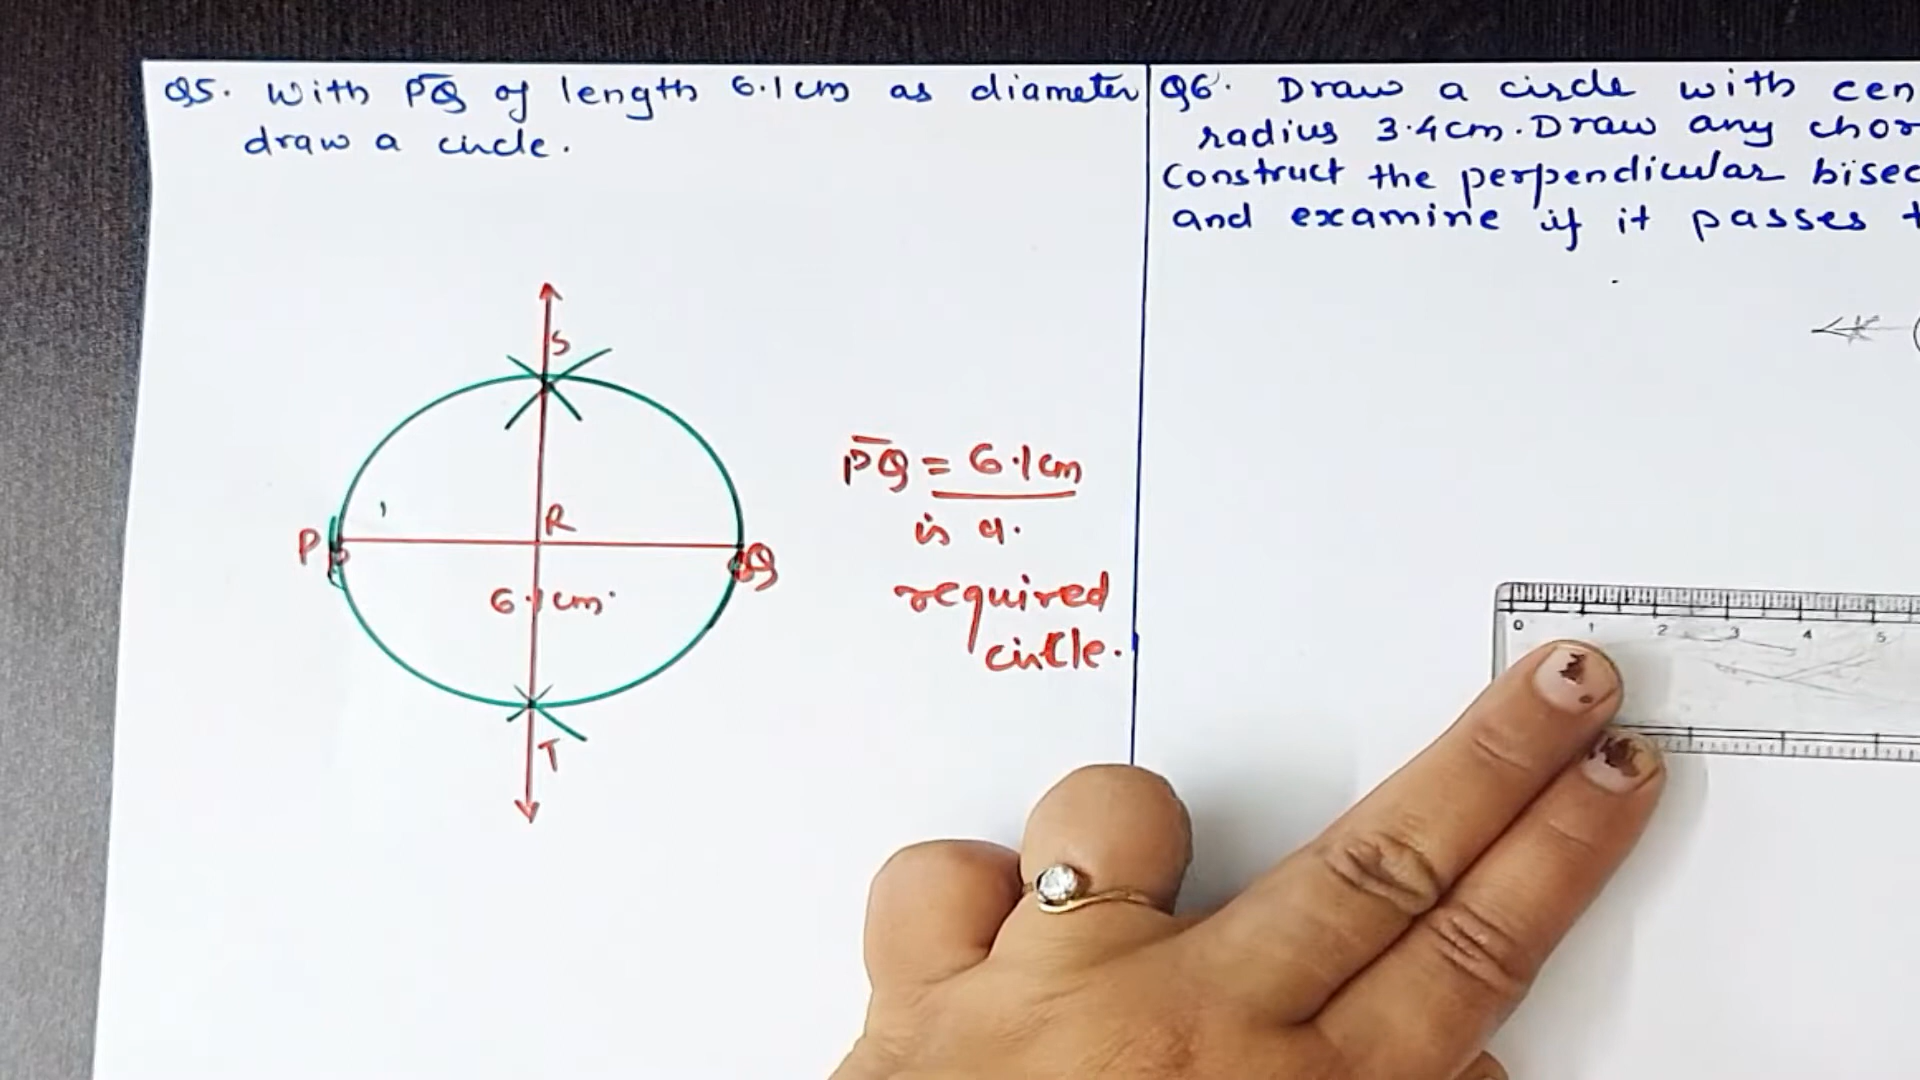 Q5. With PQ of length 6.1cm as diameter
draw a circle.
S
R
P
Q
6.1cm.
T
PQ = 6.1cm
is a.
required
circle.
Q6. Draw a circle with cen
radius 3.4cm. Draw any chor
Construct the perpendicular bisec
and examine if it passes t
0 1 2 3 4 5